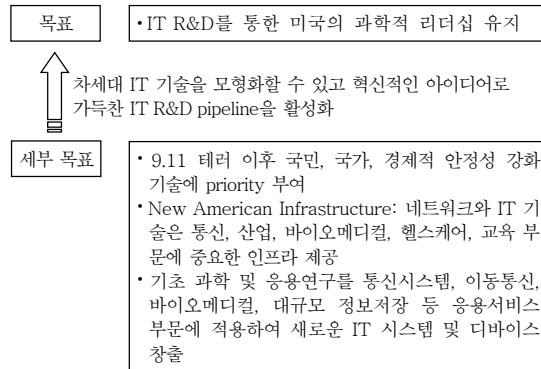 목표
•IT R&D를 통한 미국의 과학적 리더십 유지
차세대 IT 기술을 모형화할 수 있고 혁신적인 아이디어로
가득찬 IT R&D pipeline을 활성화
세부 목표
• 9.11 테러 이후 국민, 국가, 경제적 안정성 강화
기술에 priority 부여
• New American Infrastructure: 네트워크와 IT 기
술은 통신, 산업, 바이오메디컬, 헬스케어, 교육 부
문에 중요한 인프라 제공
• 기초 과학 및 응용연구를 통신시스템, 이동통신,
바이오메디컬, 대규모 정보저장 등 응용서비스
부문에 적용하여 새로운 IT 시스템 및 디바이스
창출